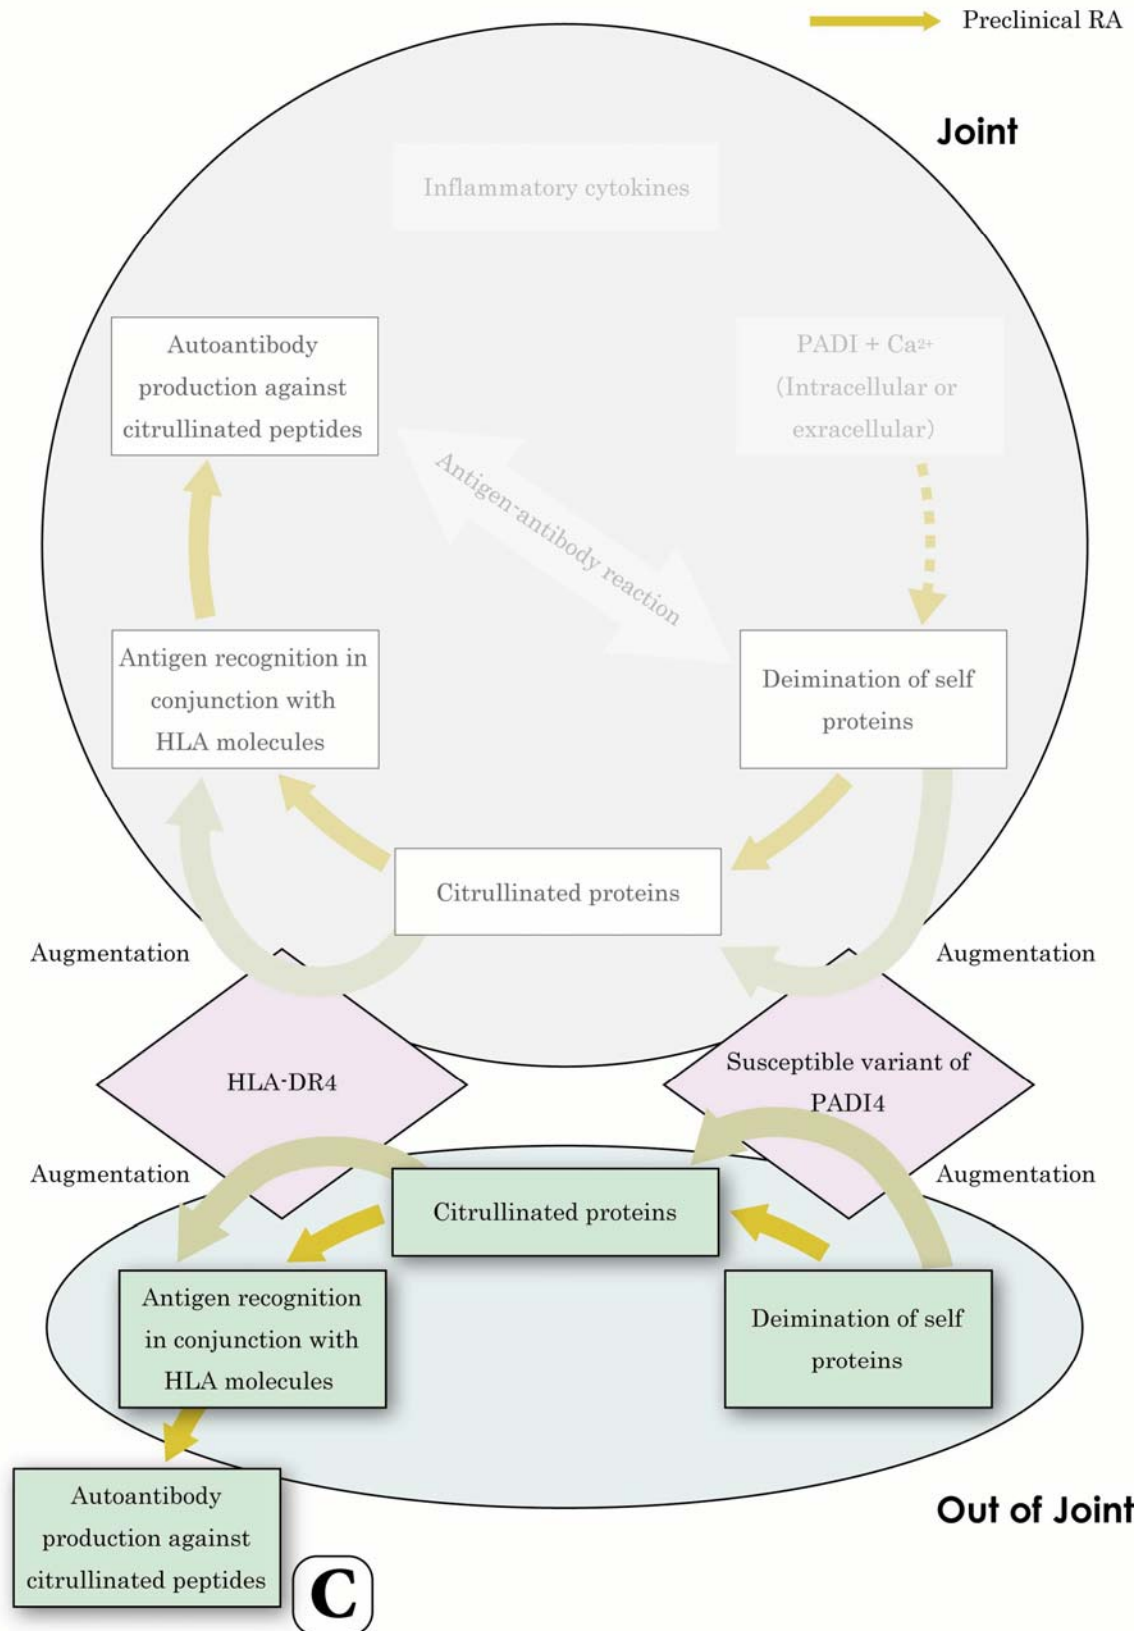 Preclinical RA
Joint
Inflammatory cytokines
Autoantibody
production against
citrullinated peptides
PADI + Ca²⁺
(Intracellular or
exracellular)
Antigen-antibody reaction
Antigen recognition in
conjunction with
HLA molecules
Deimination of self
proteins
Citrullinated proteins
Augmentation
Augmentation
HLA-DR4
Susceptible variant of
PADI4
Augmentation
Augmentation
Citrullinated proteins
Antigen recognition
in conjunction with
HLA molecules
Deimination of self
proteins
Autoantibody
production against
citrullinated peptides
Out of Joint
C